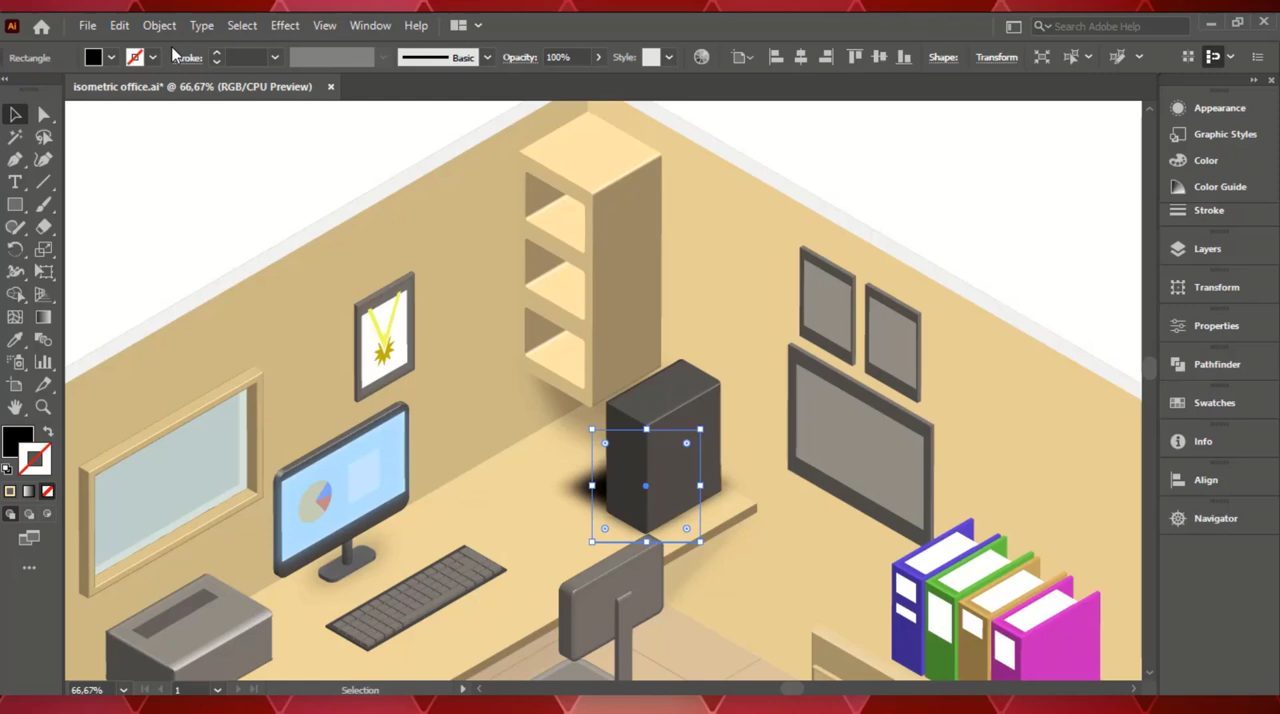 Ai File Edit Object Type Select Effect View Window Help Search Adobe Help
Rectangle Stroke: Basic Opacity: 100% Style: Shape: Transform
isometric office.ai* @ 66,67% (RGB/CPU Preview)
Appearance
Graphic Styles
Color
Color Guide
Stroke
Layers
Transform
Properties
Pathfinder
Swatches
Info
Align
Navigator
66,67% 1 Selection